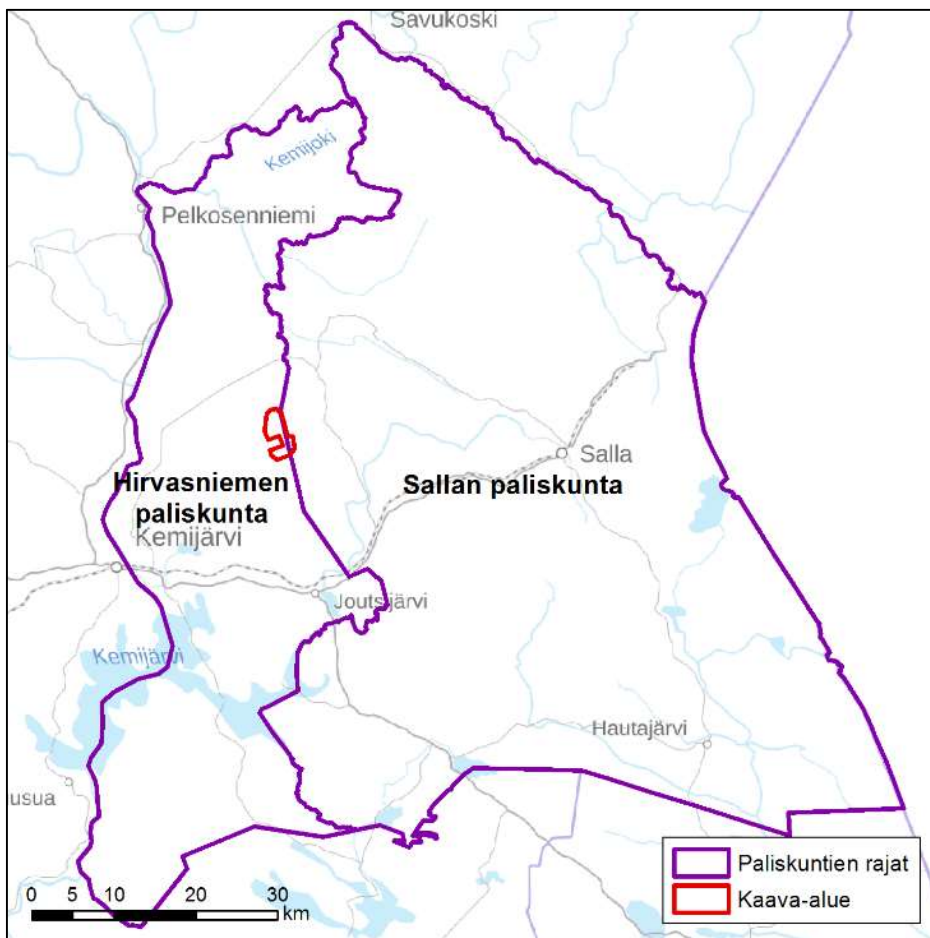 Savukoski
Kemijoki
Pelkosenniemi
Salla
Hirvasniemen
paliskunta
Sallan paliskunta
Kemijärvi
Joutsijärvi
Kemijärvi
Hautajärvi
usua
Paliskuntien rajat
Kaava-alue
0 5 10 20 30
km